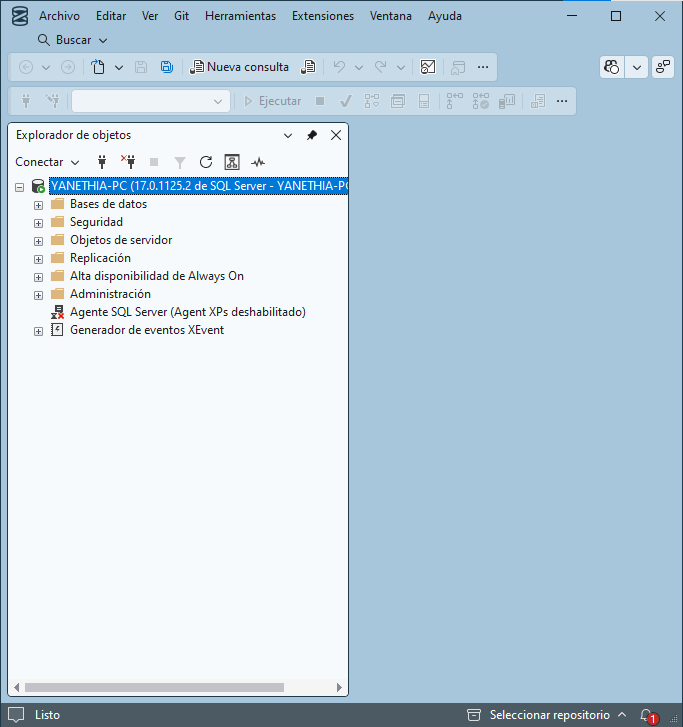 Archivo Editar Ver Git Herramientas Extensiones Ventana Ayuda
Buscar
Nueva consulta
Ejecutar
Explorador de objetos
Conectar
YANETHIA-PC (17.0.1125.2 de SQL Server - YANETHIA-PC
Bases de datos
Seguridad
Objetos de servidor
Replicación
Alta disponibilidad de Always On
Administración
Agente SQL Server (Agent XPs deshabilitado)
Generador de eventos XEvent
Listo Seleccionar repositorio 1